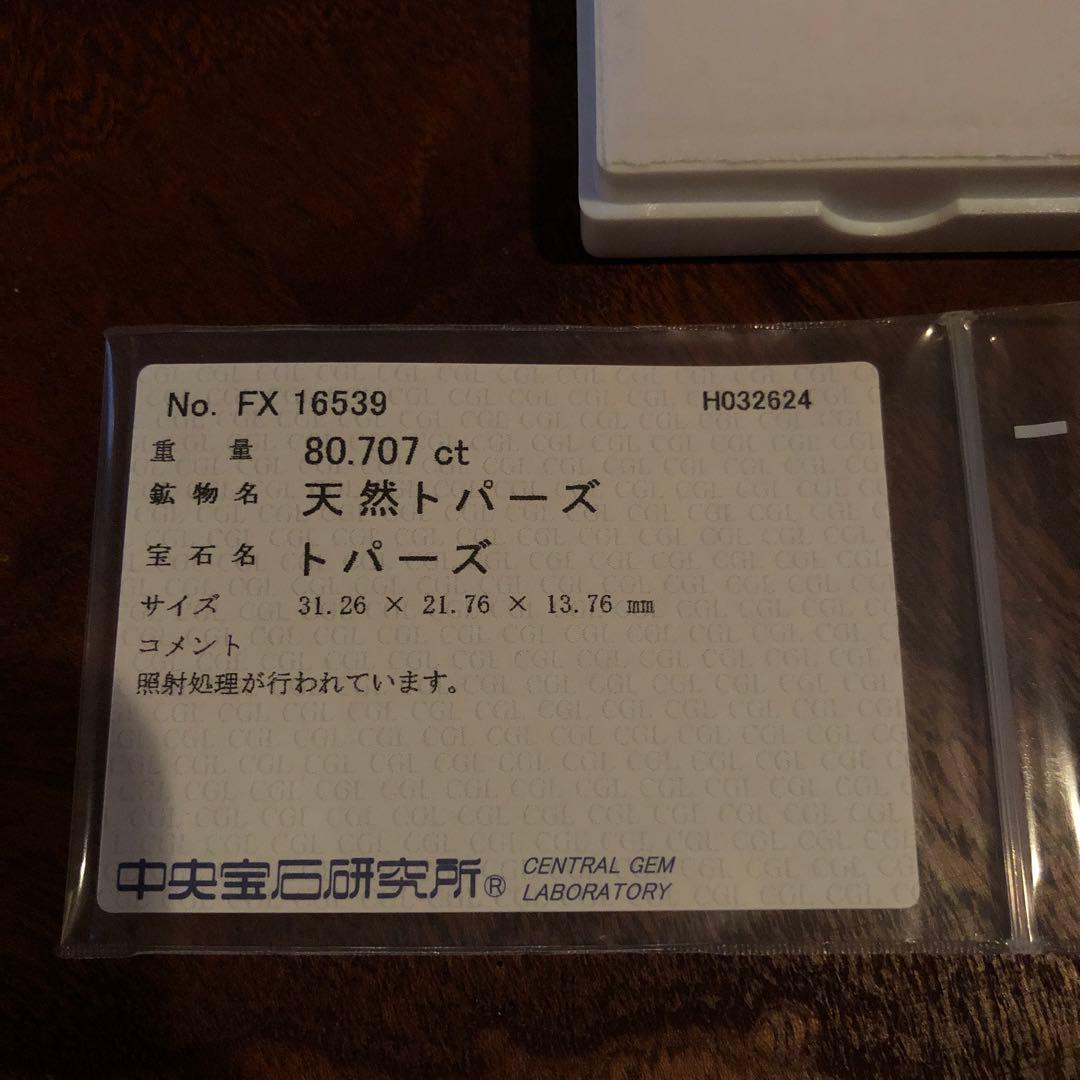 No. FX 16539 H032624
重量 80.707 ct
鉱物名 天然トパーズ
宝石名 トパーズ
サイズ 31.26 × 21.76 × 13.76 mm
コメント
照射処理が行われています。
中央宝石研究所® CENTRAL GEM
LABORATORY